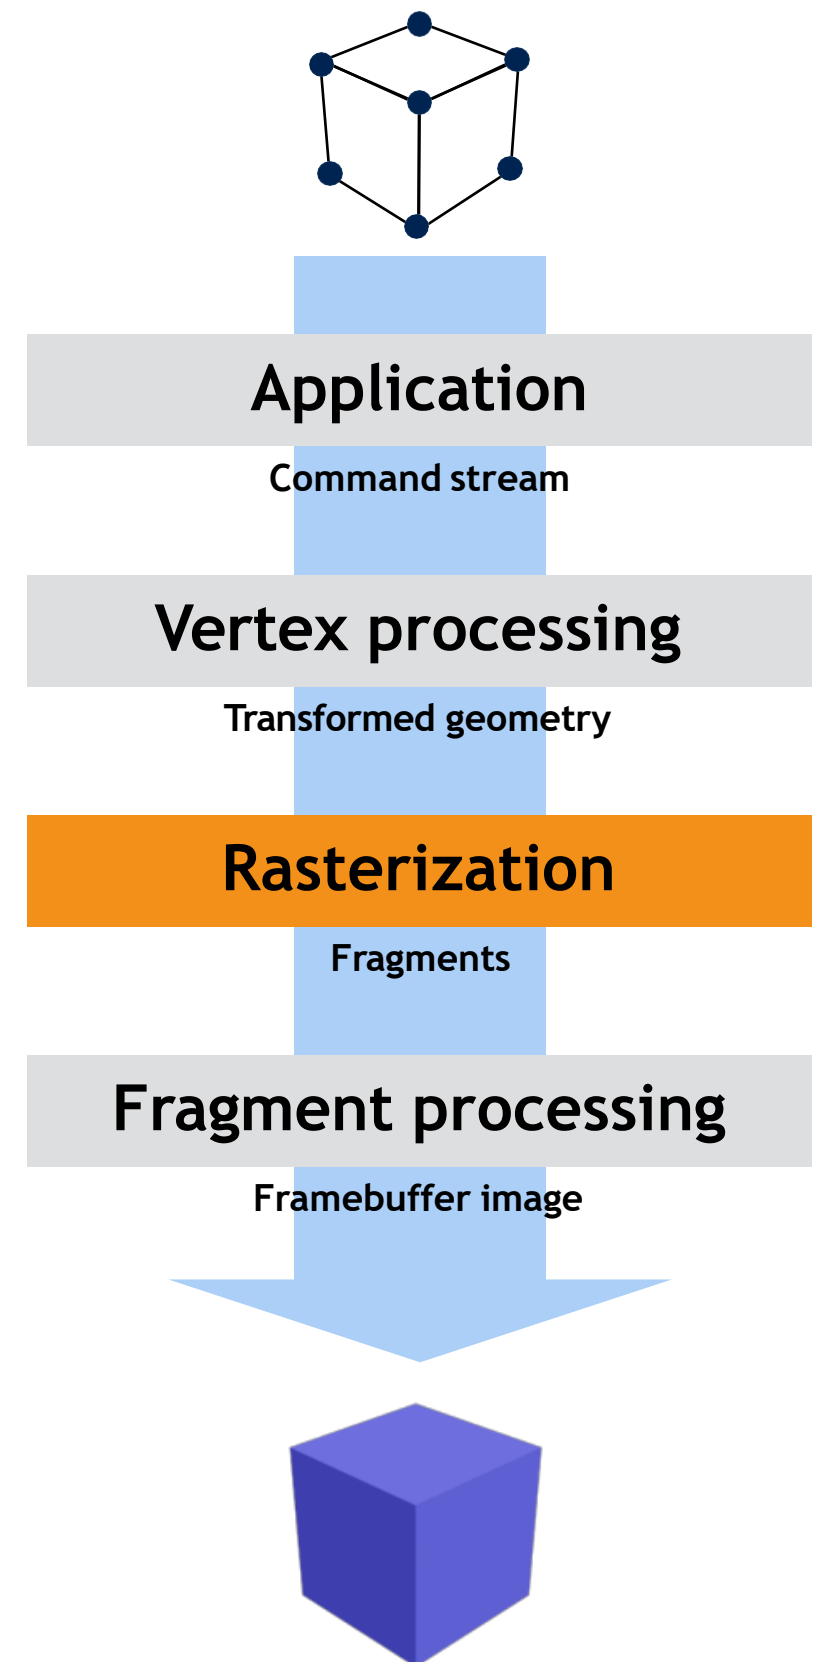 Application
Command stream
Vertex processing
Transformed geometry
Rasterization
Fragments
Fragment processing
Framebuffer image